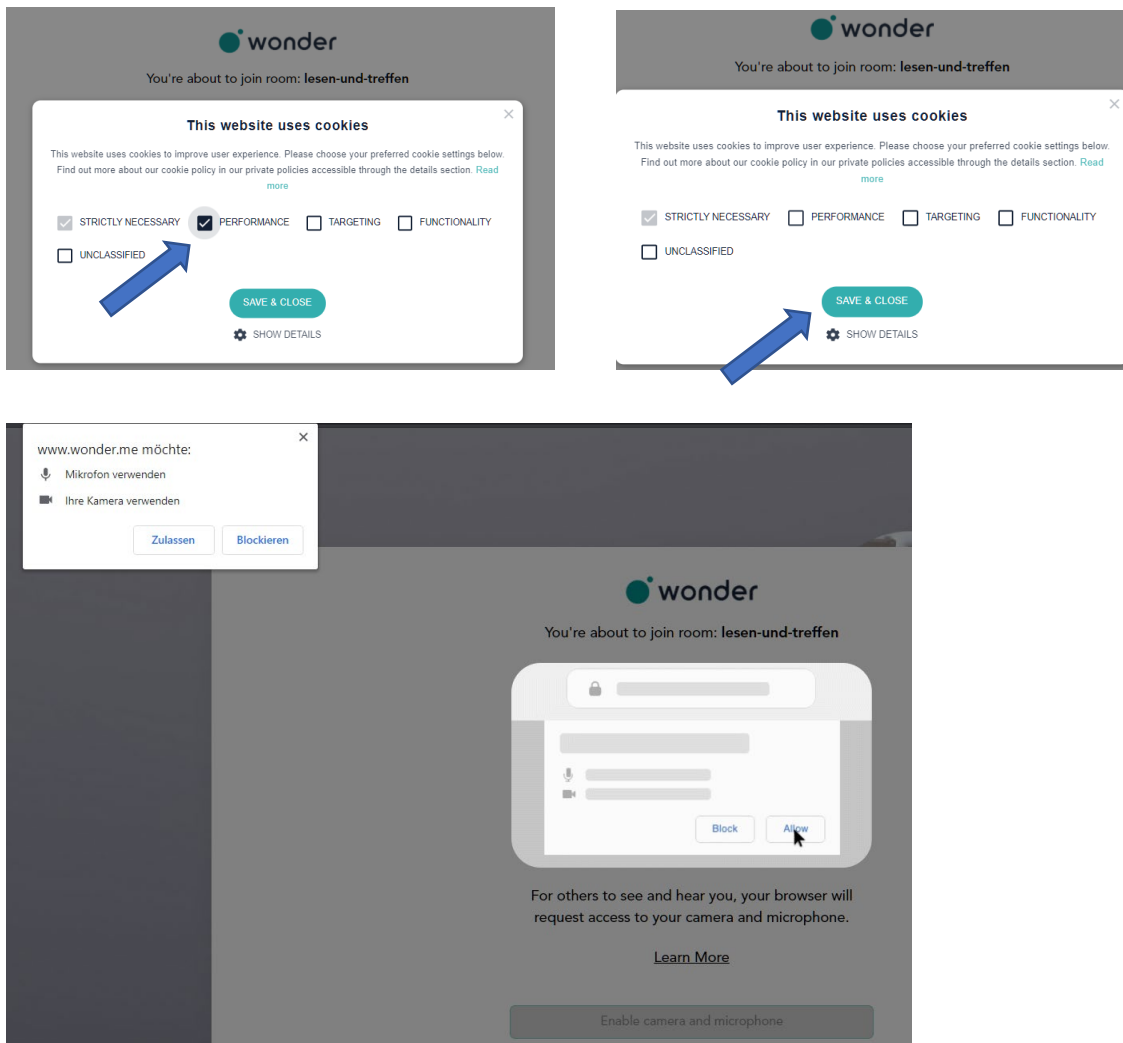 wonder
You're about to join room: lesen-und-treffen
This website uses cookies
This website uses cookies to improve user experience. Please choose your preferred cookie settings below.
Find out more about our cookie policy in our private policies accessible through the details section. Read
more
STRICTLY NECESSARY PERFORMANCE TARGETING FUNCTIONALITY
UNCLASSIFIED
SAVE & CLOSE
SHOW DETAILS
wonder
You're about to join room: lesen-und-treffen
This website uses cookies
This website uses cookies to improve user experience. Please choose your preferred cookie settings below.
Find out more about our cookie policy in our private policies accessible through the details section. Read
more
STRICTLY NECESSARY PERFORMANCE TARGETING FUNCTIONALITY
UNCLASSIFIED
SAVE & CLOSE
SHOW DETAILS
www.wonder.me möchte:
Mikrofon verwenden
Ihre Kamera verwenden
Zulassen Blockieren
wonder
You're about to join room: lesen-und-treffen
Block Allow
For others to see and hear you, your browser will
request access to your camera and microphone.
Learn More
Enable camera and microphone